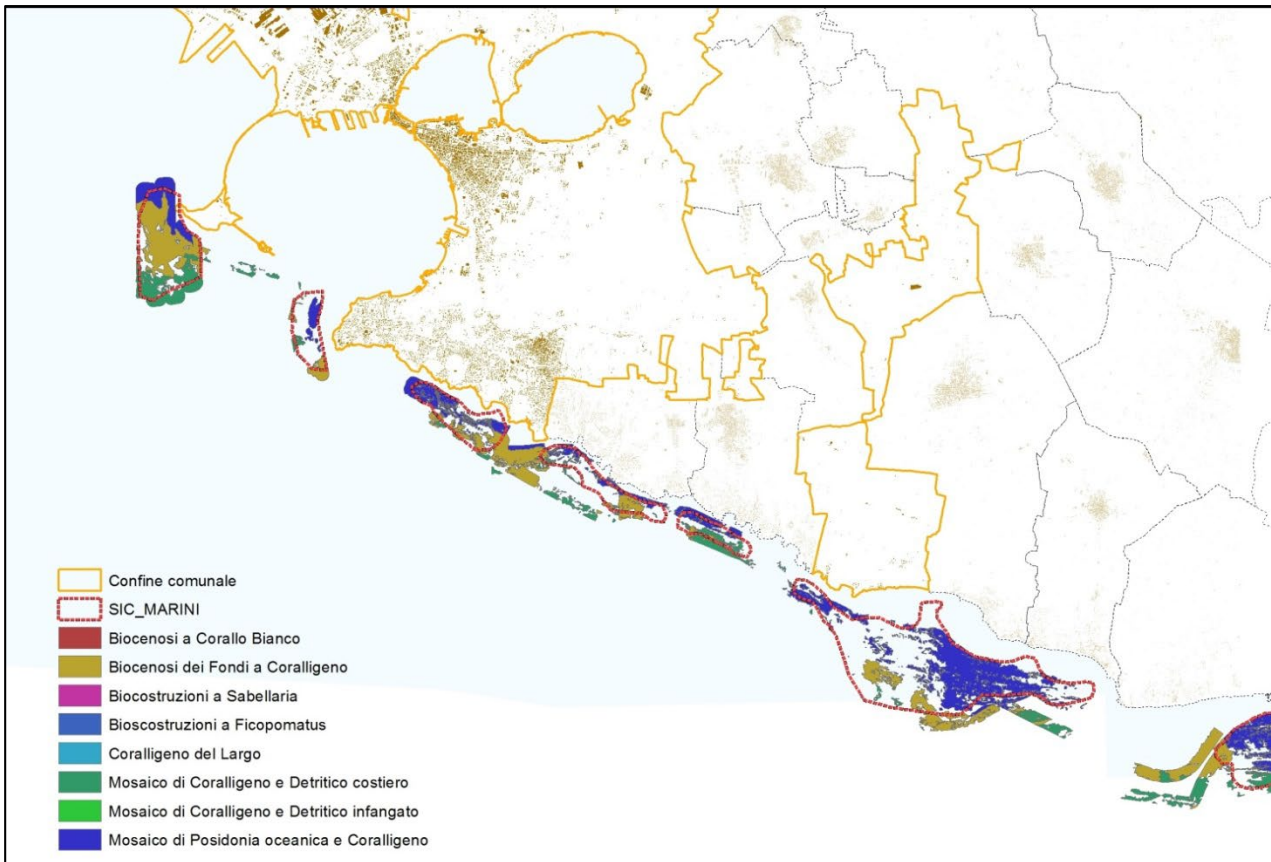 Confine comunale
SIC_MARINI
Biocenosi a Corallo Bianco
Biocenosi dei Fondi a Coralligeno
Biocostruzioni a Sabellaria
Bioscostruzioni a Ficopomatus
Coralligeno del Largo
Mosaico di Coralligeno e Detritico costiero
Mosaico di Coralligeno e Detritico infangato
Mosaico di Posidonia oceanica e Coralligeno